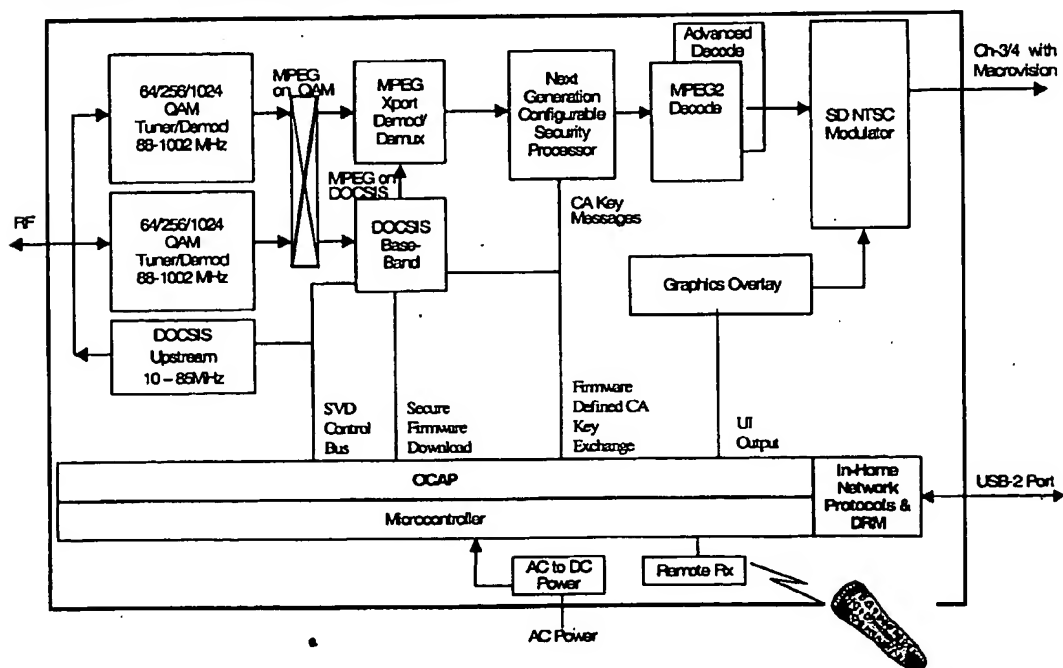 64/256/1024
QAM
Tuner/Demod
88-1002 MHz
MPEG
on QAM
MPEG
Xport
Demod/
Demux
Next
Generation
Configurable
Security
Processor
Advanced
Decode
MPEG2
Decode
SD NTSC
Modulator
Ch-3/4 with
Macrovision
RF
64/256/1024
QAM
Tuner/Demod
88-1002 MHz
MPEG on
DOCSIS
DOCSIS
Base-
Band
CA Key
Messages
Graphics Overlay
DOCSIS
Upstream
10 – 85MHz
SVD
Control
Bus
Secure
Firmware
Download
Firmware
Defined CA
Key
Exchange
UI
Output
OCAP
Microcontroller
In-Home
Network
Protocols &
DRM
USB-2 Port
AC to DC
Power
Remote Rx
AC Power